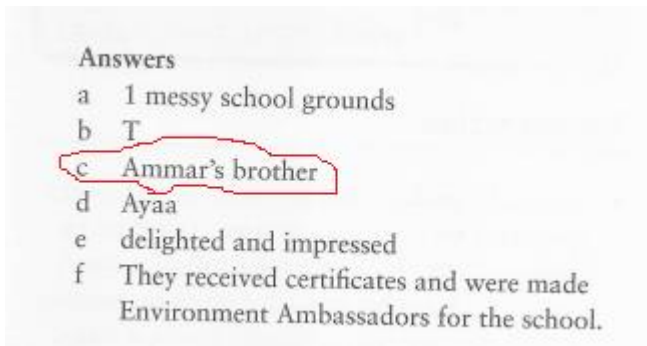 Answers
a 1 messy school grounds
b T
c Ammar's brother
d Ayaa
e delighted and impressed
f They received certificates and were made
Environment Ambassadors for the school.